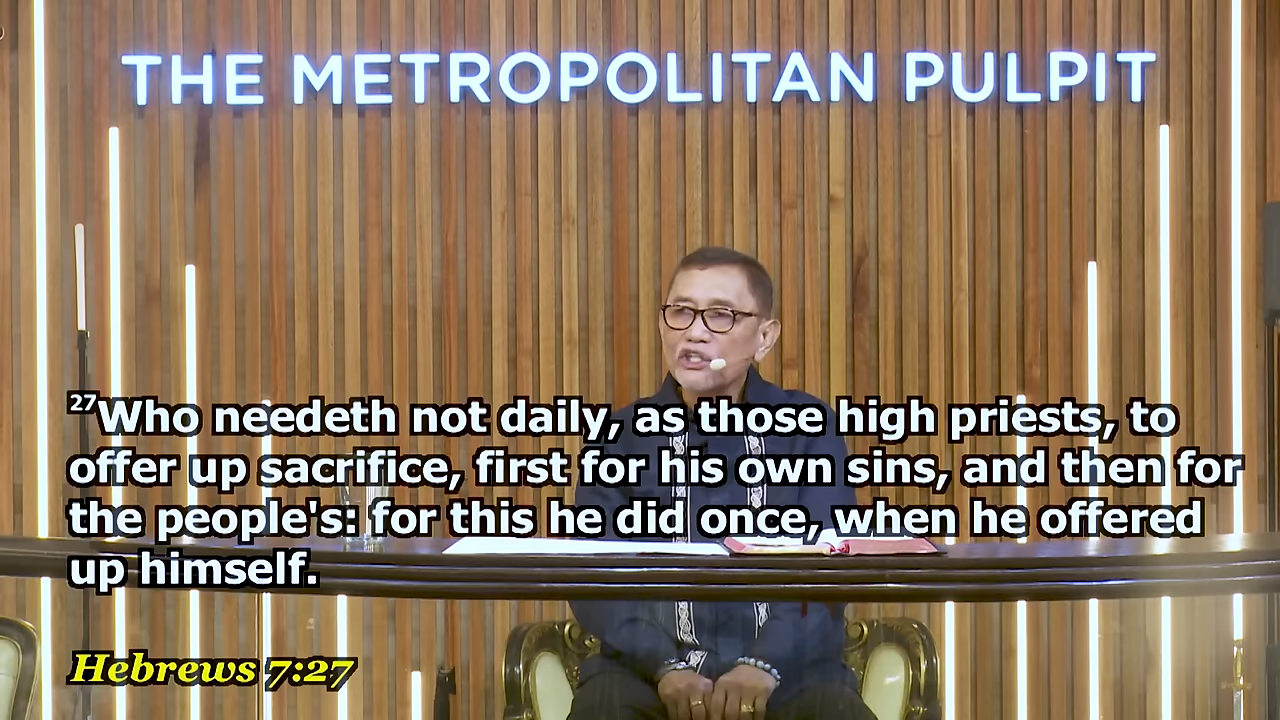 THE METROPOLITAN PULPIT
27Who needeth not daily, as those high priests, to
offer up sacrifice, first for his own sins, and then for
the people's: for this he did once, when he offered
up himself.
Hebrews 7:27